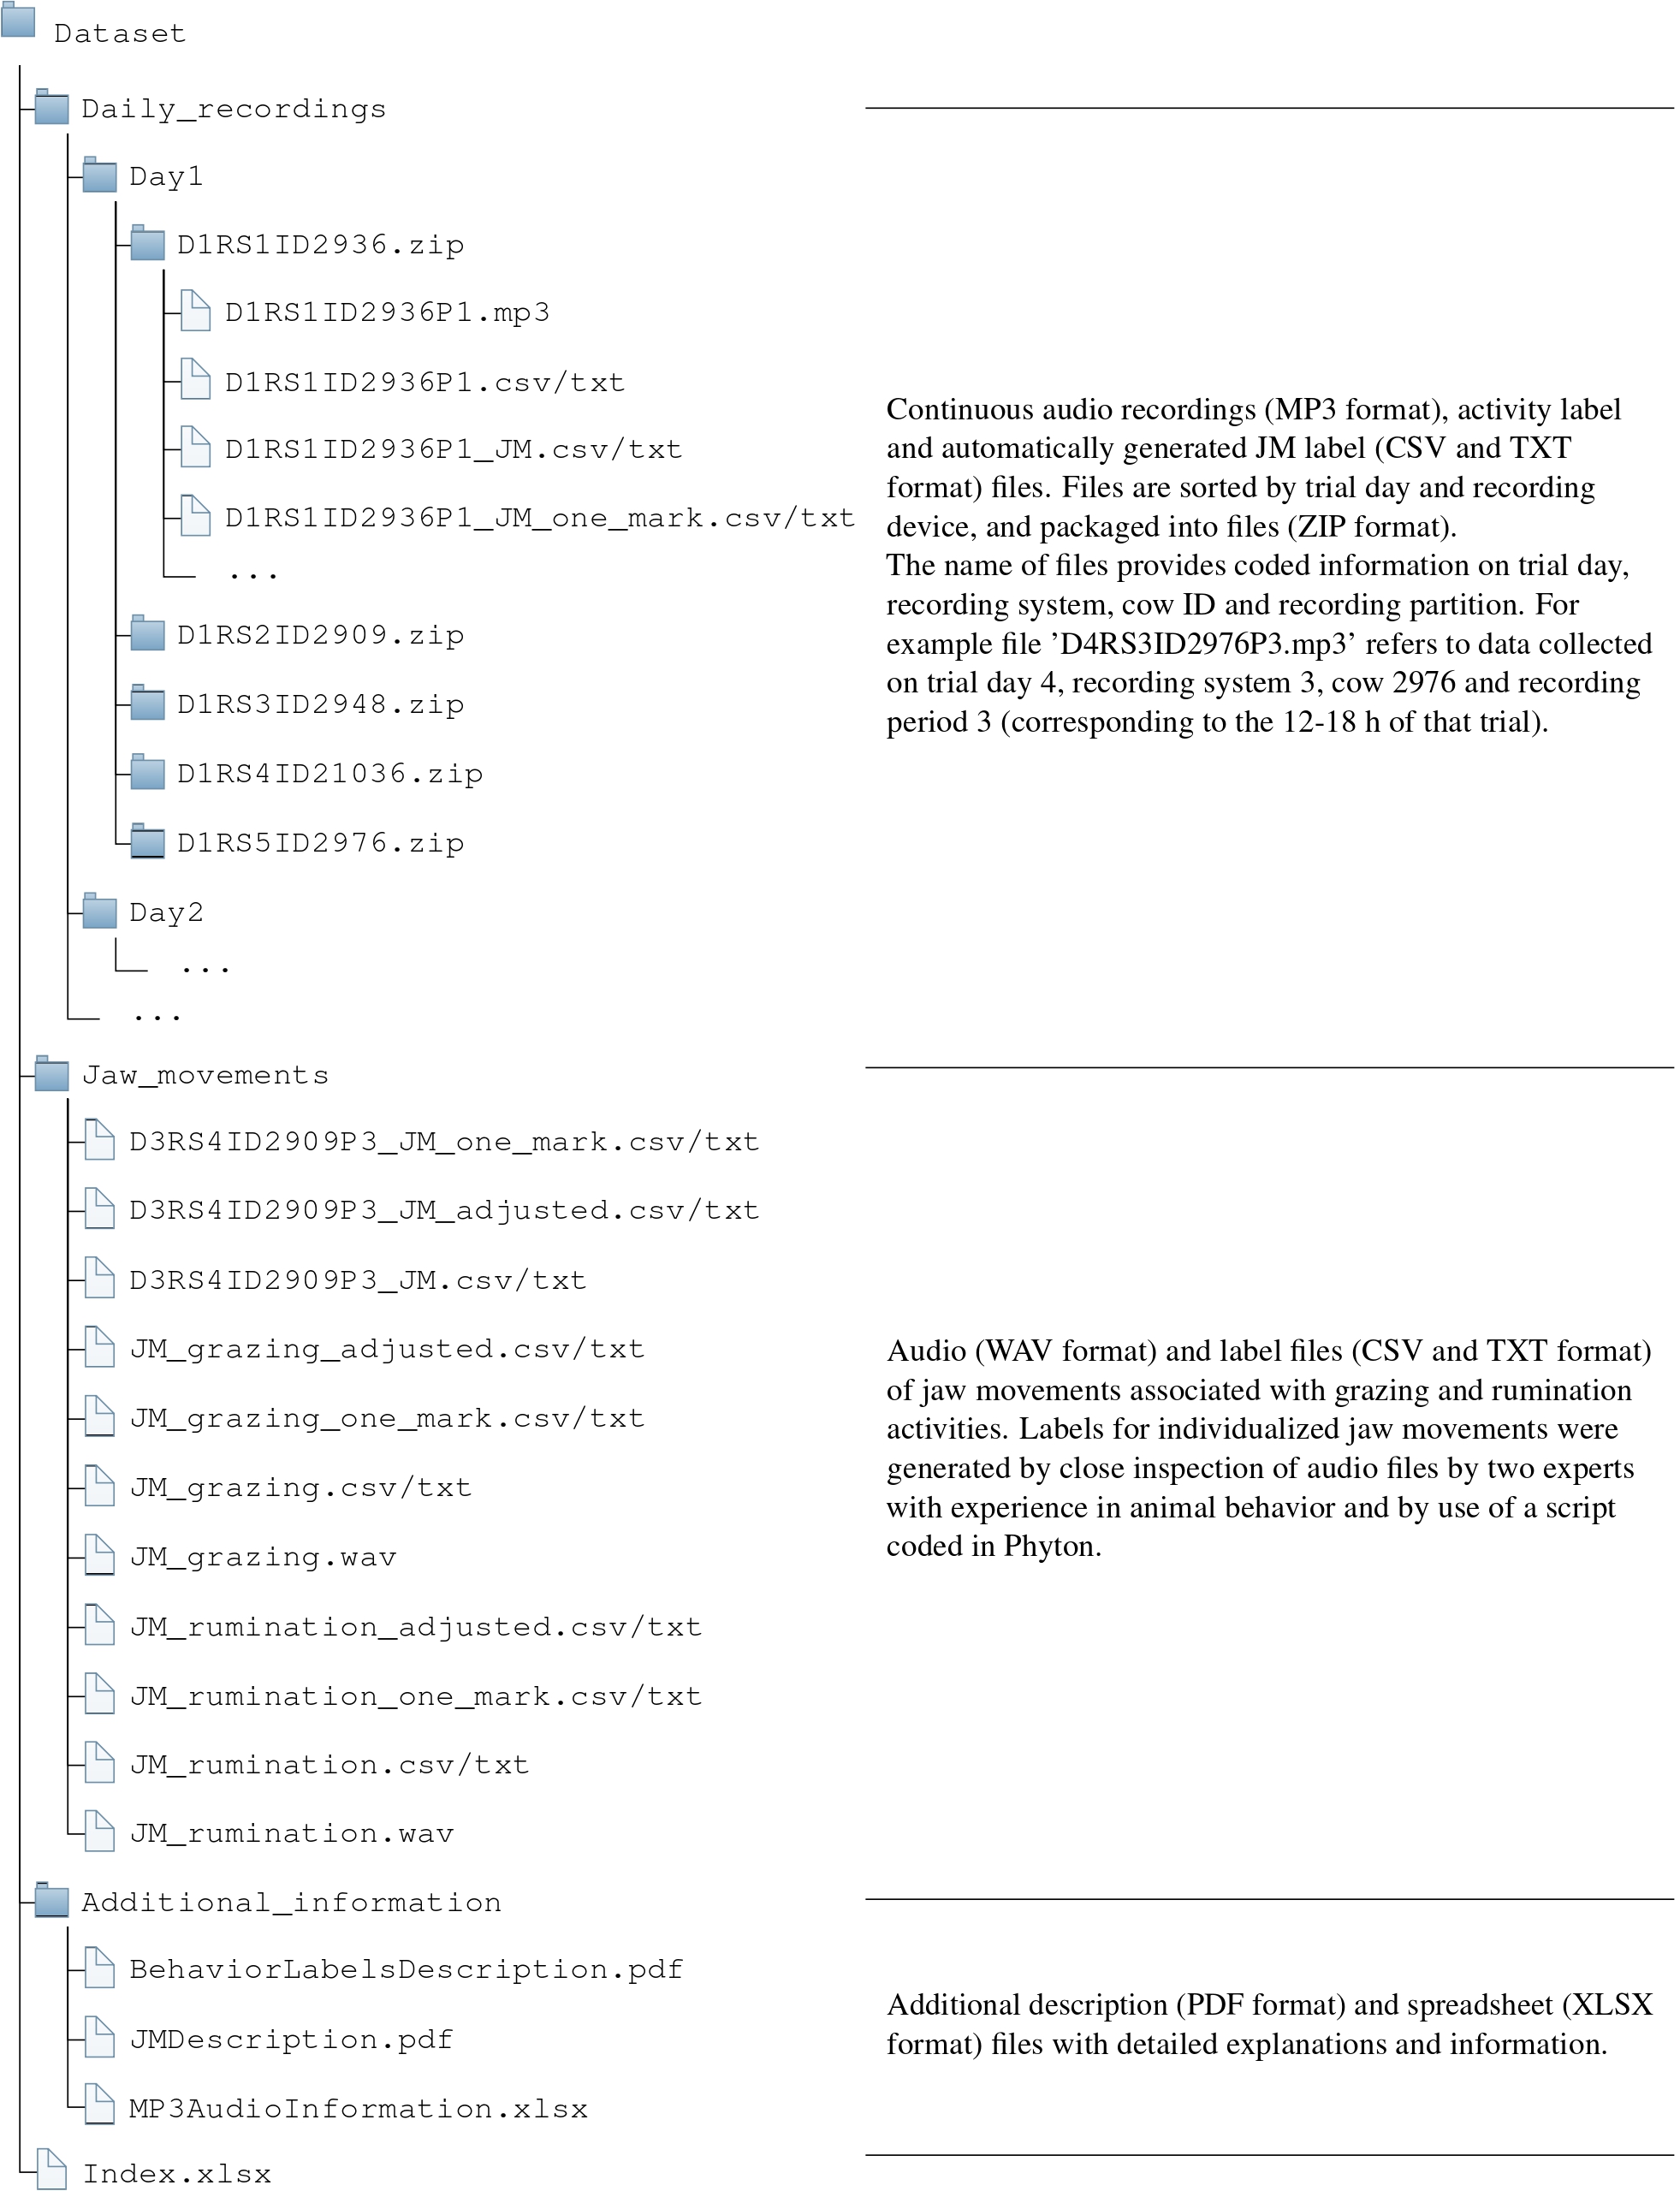 Dataset
Daily_recordings
Day1
D1RS1ID2936.zip
D1RS1ID2936P1.mp3
D1RS1ID2936P1.csv/txt
D1RS1ID2936P1_JM.csv/txt
D1RS1ID2936P1_JM_one_mark.csv/txt
...
D1RS2ID2909.zip
D1RS3ID2948.zip
D1RS4ID21036.zip
D1RS5ID2976.zip
Day2
...
...
Continuous audio recordings (MP3 format), activity label
and automatically generated JM label (CSV and TXT
format) files. Files are sorted by trial day and recording
device, and packaged into files (ZIP format).
The name of files provides coded information on trial day,
recording system, cow ID and recording partition. For
example file ’D4RS3ID2976P3.mp3’ refers to data collected
on trial day 4, recording system 3, cow 2976 and recording
period 3 (corresponding to the 12-18 h of that trial).
Jaw_movements
D3RS4ID2909P3_JM_one_mark.csv/txt
D3RS4ID2909P3_JM_adjusted.csv/txt
D3RS4ID2909P3_JM.csv/txt
JM_grazing_adjusted.csv/txt
JM_grazing_one_mark.csv/txt
JM_grazing.csv/txt
JM_grazing.wav
JM_rumination_adjusted.csv/txt
JM_rumination_one_mark.csv/txt
JM_rumination.csv/txt
JM_rumination.wav
Audio (WAV format) and label files (CSV and TXT format)
of jaw movements associated with grazing and rumination
activities. Labels for individualized jaw movements were
generated by close inspection of audio files by two experts
with experience in animal behavior and by use of a script
coded in Phyton.
Additional_information
BehaviorLabelsDescription.pdf
JMDescription.pdf
MP3AudioInformation.xlsx
Additional description (PDF format) and spreadsheet (XLSX
format) files with detailed explanations and information.
Index.xlsx